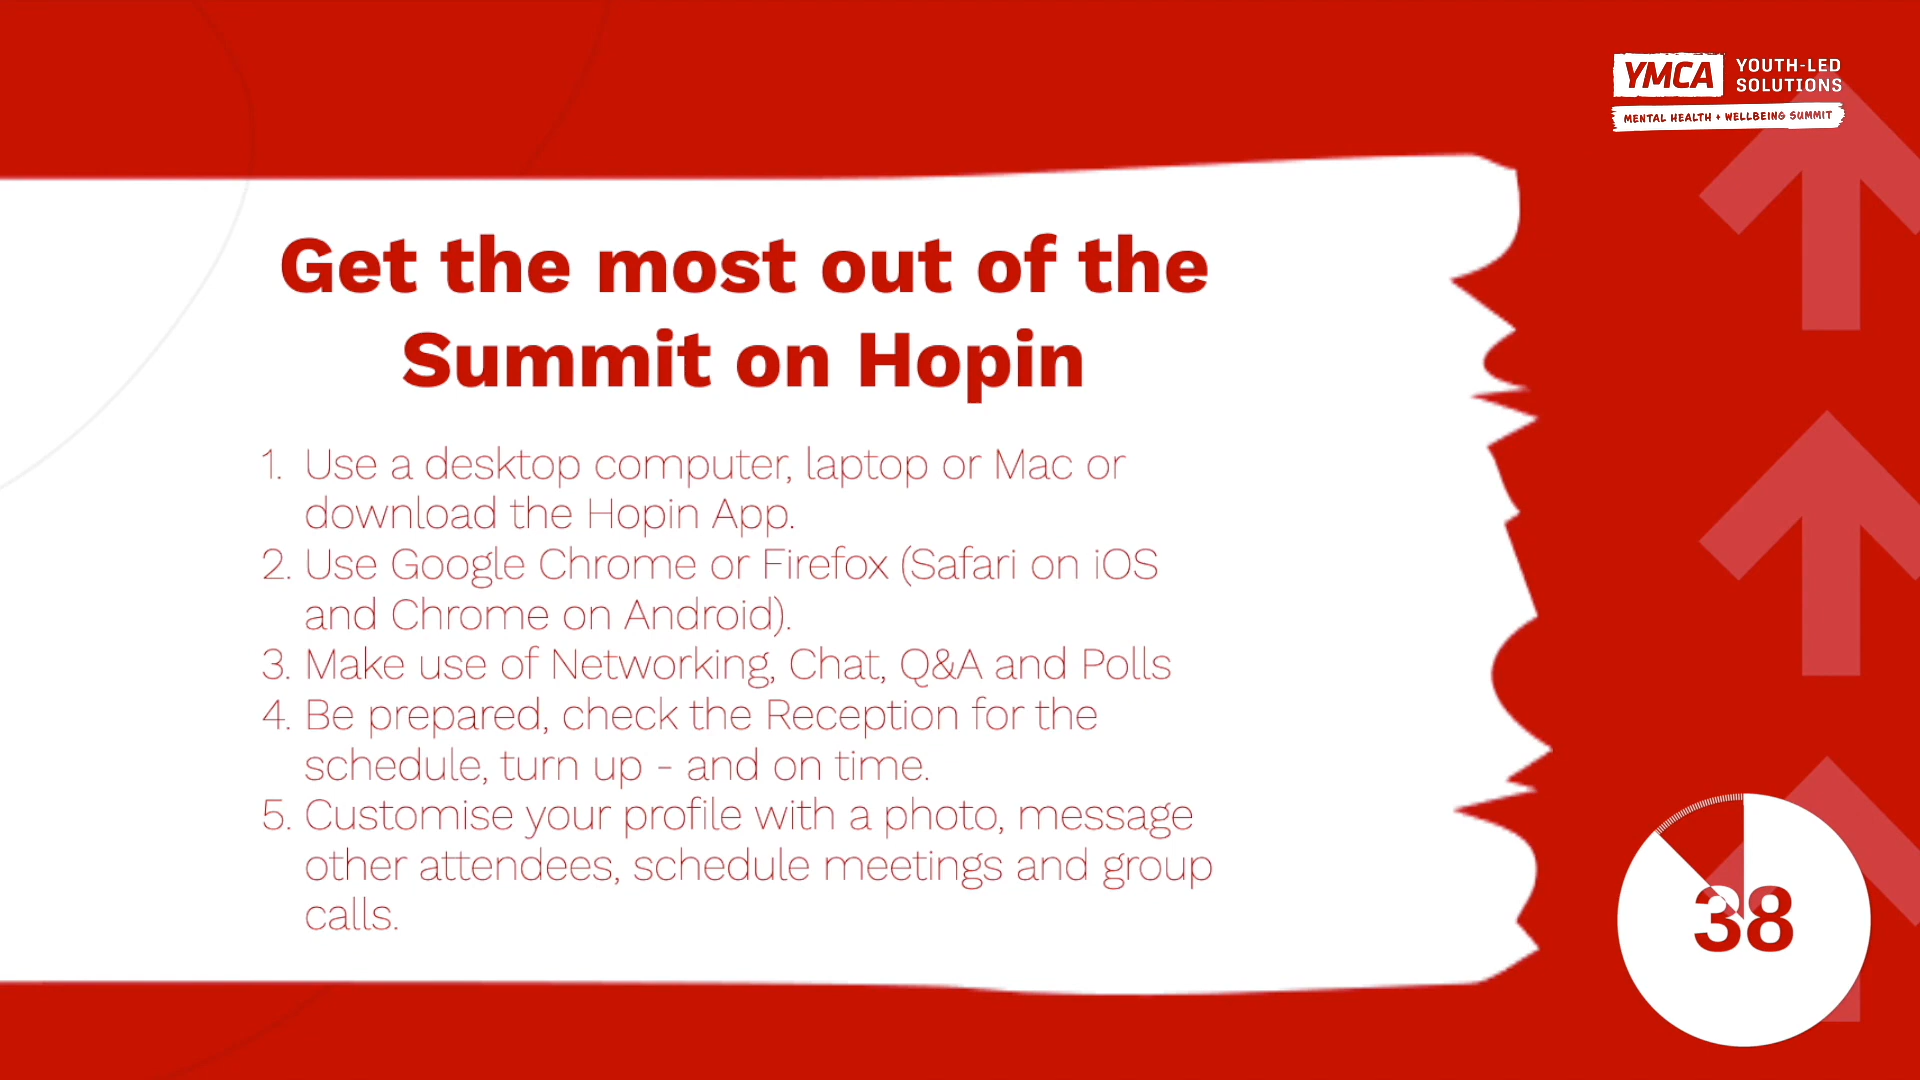 YMCA
YOUTH-LED
SOLUTIONS
MENTAL HEALTH + WELLBEING SUMMIT
Get the most out of the
Summit on Hopin
1. Use a desktop computer, laptop or Mac or
download the Hopin App.
2. Use Google Chrome or Firefox (Safari on iOS
and Chrome on Android).
3. Make use of Networking, Chat, Q&A and Polls
4. Be prepared, check the Reception for the
schedule, turn up - and on time.
5. Customise your profile with a photo, message
other attendees, schedule meetings and group
calls.
38